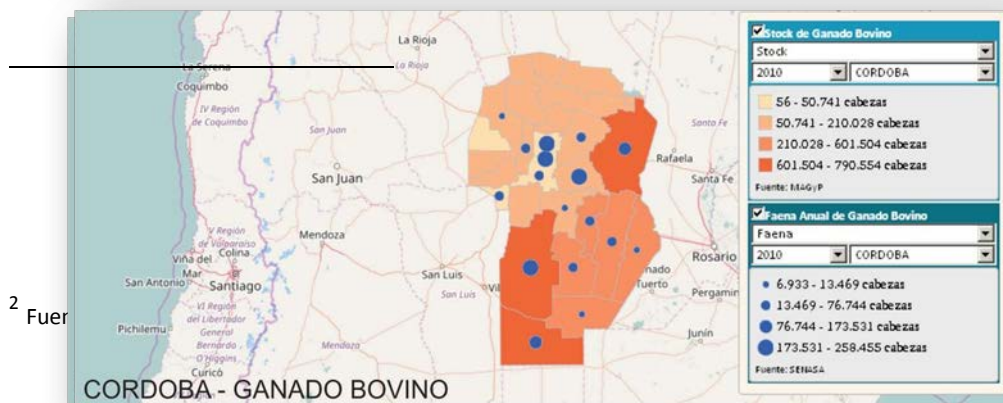 La Rioja
La Rioja
La Serena
Coquimbo
IV Región
de Coquimbo
San Juan
San Juan
Santa Fe
Rafaela
Santa Fe
Mendoza
V Región
de Valparaíso
Viña del
Mar
Colina
San Antonio
Santiago
San Luis
San Luis
Rosario
Tuerto
Pergamin
VI Región
del Libertador
General
Bernardo
O'Higgins
Pichilemu
Mendoza
Junín
Curicó
CORDOBA - GANADO BOVINO
2 Fuen
Stock de Ganado Bovino
Stock
2010 CORDOBA
56 - 50.741 cabezas
50.741 - 210.028 cabezas
210.028 - 601.504 cabezas
601.504 - 790.554 cabezas
Fuente: MAGyP
Faena Anual de Ganado Bovino
Faena
2010 CORDOBA
6.933 - 13.469 cabezas
13.469 - 76.744 cabezas
76.744 - 173.531 cabezas
173.531 - 258.455 cabezas
Fuente: SENASA